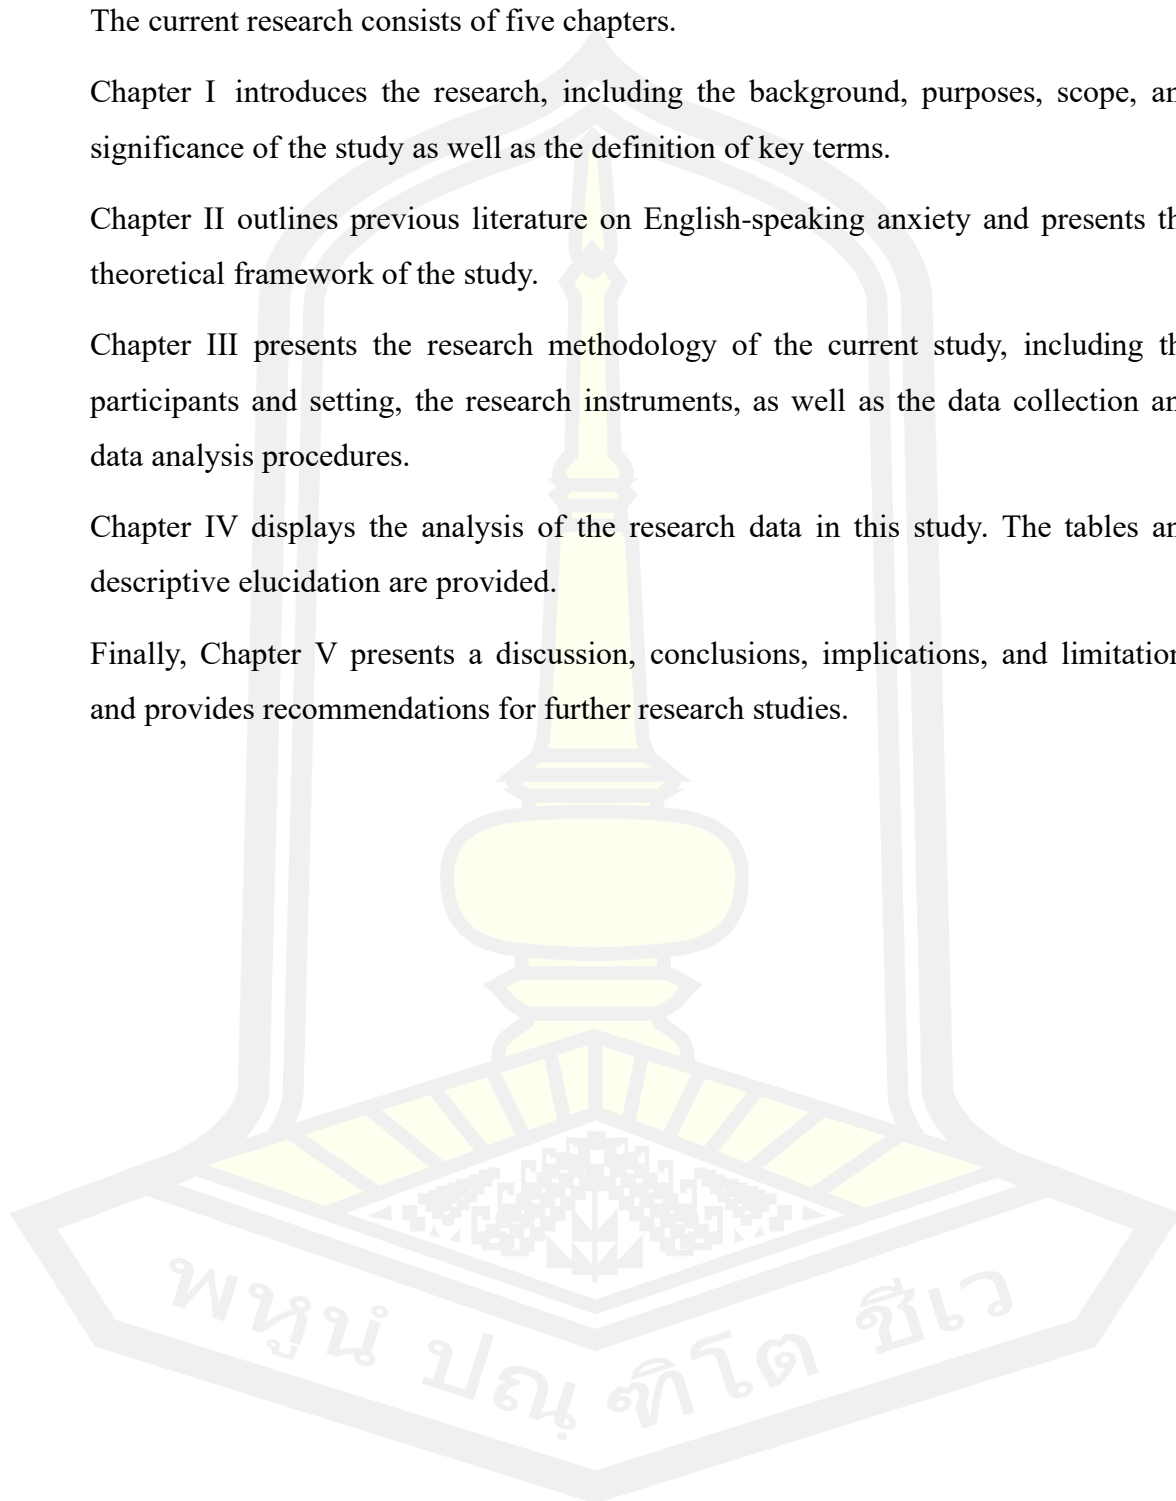 The current research consists of five chapters.
Chapter I introduces the research, including the background, purposes, scope, an
significance of the study as well as the definition of key terms.
Chapter II outlines previous literature on English-speaking anxiety and presents th
theoretical framework of the study.
Chapter III presents the research methodology of the current study, including th
participants and setting, the research instruments, as well as the data collection an
data analysis procedures.
Chapter IV displays the analysis of the research data in this study. The tables an
descriptive elucidation are provided.
Finally, Chapter V presents a discussion, conclusions, implications, and limitation
and provides recommendations for further research studies.
พหูนํ ปณฺฑิโต ชีเว